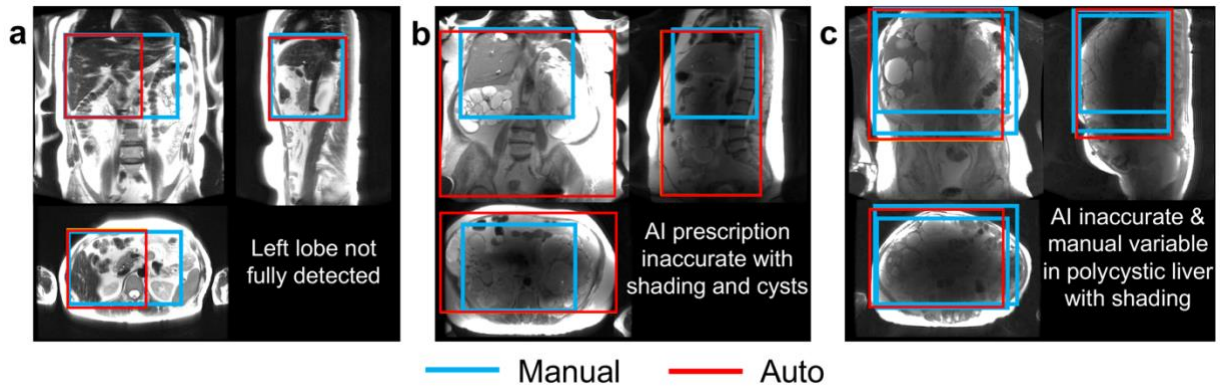 a
b
c
Left lobe not
fully detected
AI prescription
inaccurate with
shading and cysts
AI inaccurate &
manual variable
in polycystic liver
with shading
Manual
Auto